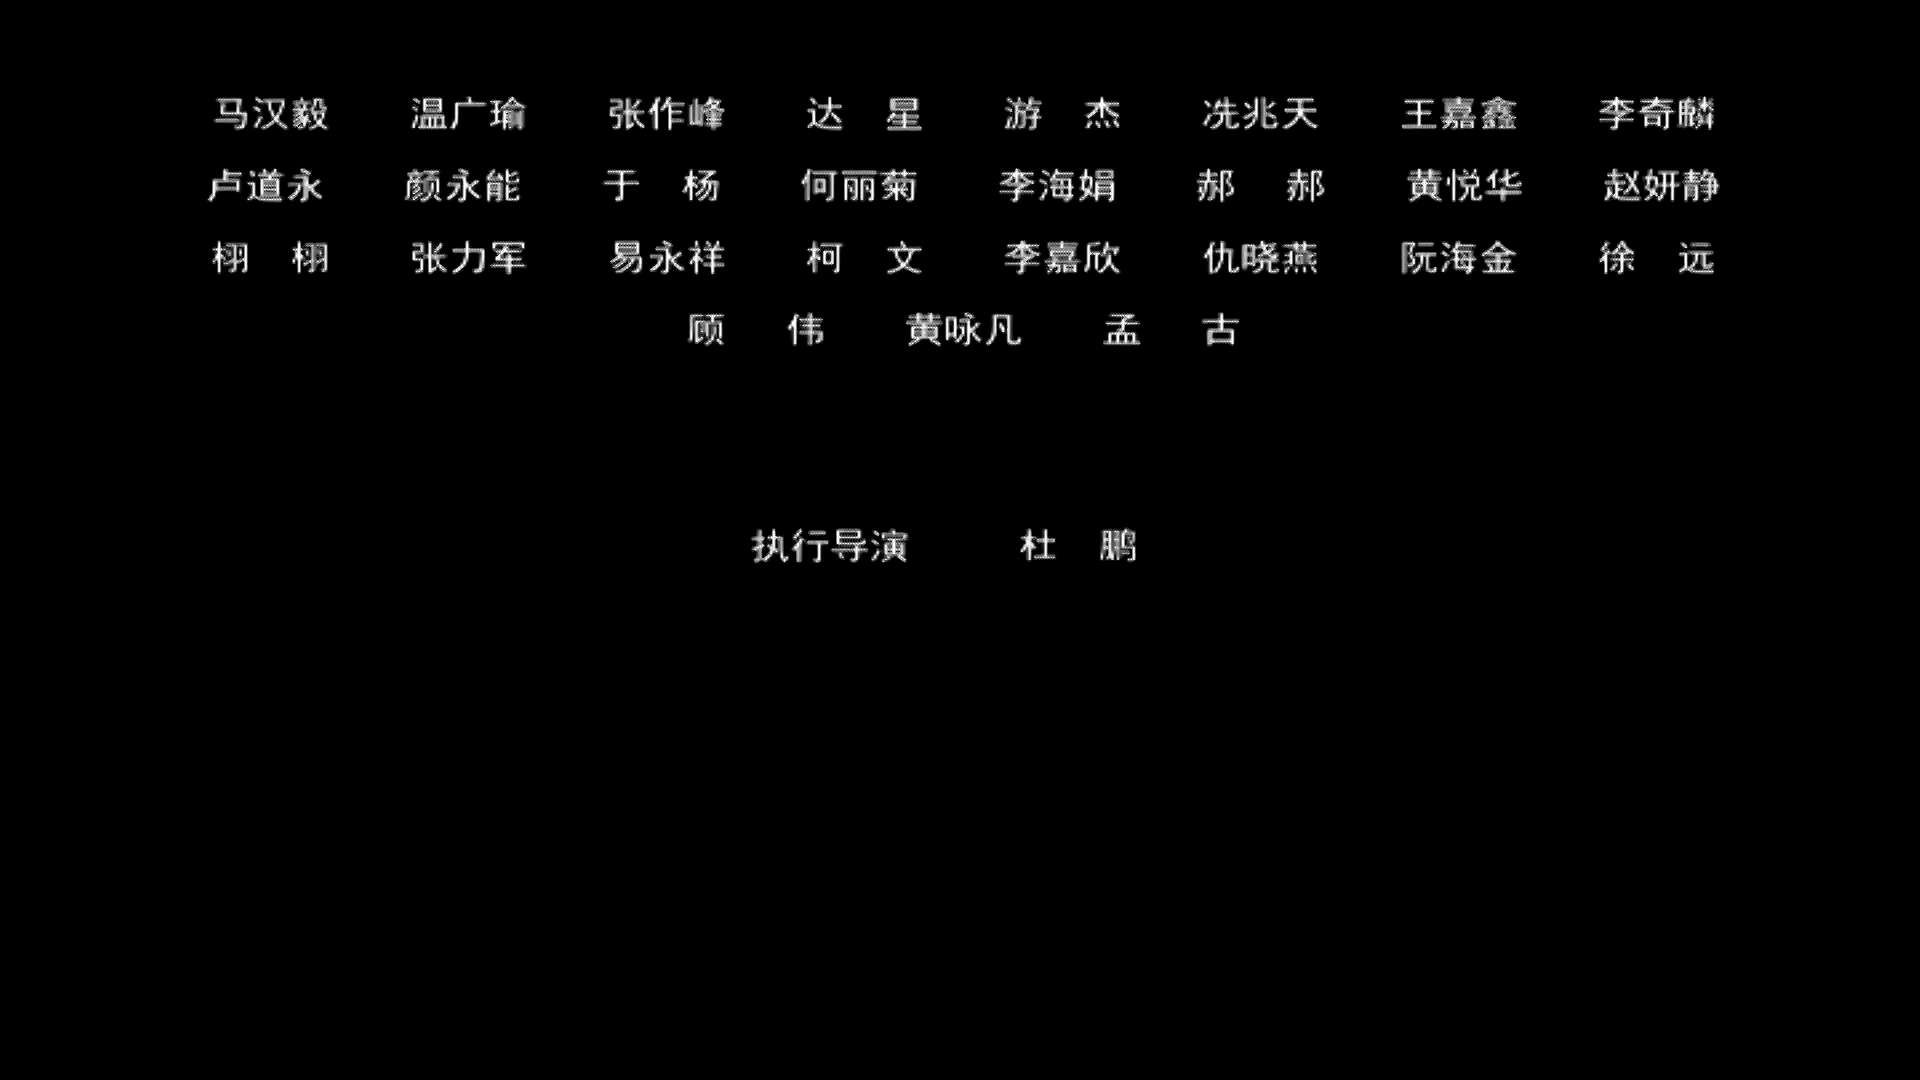 马汉毅 温广瑜 张作峰 达 星 游 杰 冼兆天 王嘉鑫 李奇麟
卢道永 颜永能 于 杨 何丽菊 李海娟 郝 郝 黄悦华 赵妍静
栩 栩 张力军 易永祥 柯 文 李嘉欣 仇晓燕 阮海金 徐 远
顾 伟 黄咏凡 孟 古
执行导演 杜 鹏